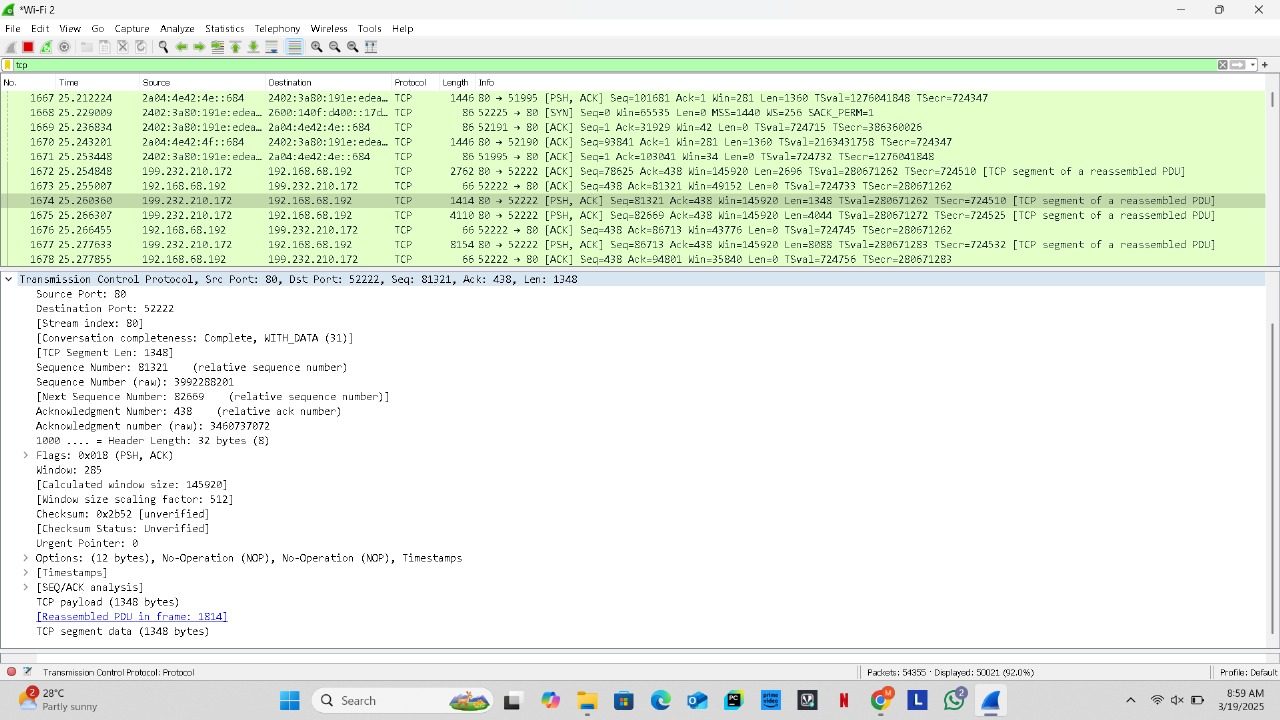 *Wi-Fi 2
File Edit View Go Capture Analyze Statistics Telephony Wireless Tools Help
tcp
No. Time Source Destination Protocol Length Info
1667 25.212224 2a04:4e42:4e::684 2402:3a80:191e:edea… TCP 1446 80 → 51995 [PSH, ACK] Seq=101681 Ack=1 Win=281 Len=1360 TSval=1276041848 TSecr=724347
1668 25.229009 2402:3a80:191e:edea… 2600:140f:d400::17d… TCP 86 52225 → 80 [SYN] Seq=0 Win=65535 Len=0 MSS=1440 WS=256 SACK_PERM=1
1669 25.236834 2402:3a80:191e:edea… 2a04:4e42:4e::684 TCP 86 52191 → 80 [ACK] Seq=1 Ack=31929 Win=42 Len=0 TSval=724715 TSecr=386360026
1670 25.243201 2a04:4e42:4f::684 2402:3a80:191e:edea… TCP 1446 80 → 52190 [ACK] Seq=93841 Ack=1 Win=281 Len=1360 TSval=2163431758 TSecr=724347
1671 25.253448 2402:3a80:191e:edea… 2a04:4e42:4e::684 TCP 86 51995 → 80 [ACK] Seq=1 Ack=103041 Win=34 Len=0 TSval=724732 TSecr=1276041848
1672 25.254848 199.232.210.172 192.168.68.192 TCP 2762 80 → 52222 [ACK] Seq=78625 Ack=438 Win=145920 Len=2696 TSval=280671262 TSecr=724510 [TCP segment of a reassembled PDU]
1673 25.255007 192.168.68.192 199.232.210.172 TCP 66 52222 → 80 [ACK] Seq=438 Ack=81321 Win=49152 Len=0 TSval=724733 TSecr=280671262
1674 25.260360 199.232.210.172 192.168.68.192 TCP 1414 80 → 52222 [PSH, ACK] Seq=81321 Ack=438 Win=145920 Len=1348 TSval=280671262 TSecr=724510 [TCP segment of a reassembled PDU]
1675 25.266307 199.232.210.172 192.168.68.192 TCP 4110 80 → 52222 [ACK] Seq=82669 Ack=438 Win=145920 Len=4044 TSval=280671272 TSecr=724511 [TCP segment of a reassembled PDU]
1676 25.266455 192.168.68.192 199.232.210.172 TCP 66 52222 → 80 [ACK] Seq=438 Ack=86713 Win=43776 Len=0 TSval=724745 TSecr=280671262
1677 25.277633 199.232.210.172 192.168.68.192 TCP 8154 80 → 52222 [PSH, ACK] Seq=86713 Ack=438 Win=145920 Len=8088 TSval=280671283 TSecr=724532 [TCP segment of a reassembled PDU]
1678 25.277855 192.168.68.192 199.232.210.172 TCP 66 52222 → 80 [ACK] Seq=438 Ack=94801 Win=35840 Len=0 TSval=724756 TSecr=280671283
Transmission Control Protocol, Src Port: 80, Dst Port: 52222, Seq: 81321, Ack: 438, Len: 1348
Source Port: 80
Destination Port: 52222
[Stream index: 80]
[Conversation completeness: Complete, WITH_DATA (31)]
[TCP Segment Len: 1348]
Sequence Number: 81321 (relative sequence number)
Sequence Number (raw): 3992288201
[Next Sequence Number: 82669 (relative sequence number)]
Acknowledgment Number: 438 (relative ack number)
Acknowledgment number (raw): 3460737072
1000 .... = Header Length: 32 bytes (8)
Flags: 0x018 (PSH, ACK)
Window: 285
[Calculated window size: 145920]
[Window size scaling factor: 512]
Checksum: 0x2b52 [unverified]
[Checksum Status: Unverified]
Urgent Pointer: 0
Options: (12 bytes), No-Operation (NOP), No-Operation (NOP), Timestamps
[Timestamps]
[SEQ/ACK analysis]
TCP payload (1348 bytes)
[Reassembled PDU in frame: 1814]
TCP segment data (1348 bytes)
Transmission Control Protocol: Protocol Packets: 54355 · Displayed: 50021 (92.0%) Profile: Default
2 28°C
Partly sunny
Search
PC
prime video
N
M
L
2
8:59 AM
3/19/2025